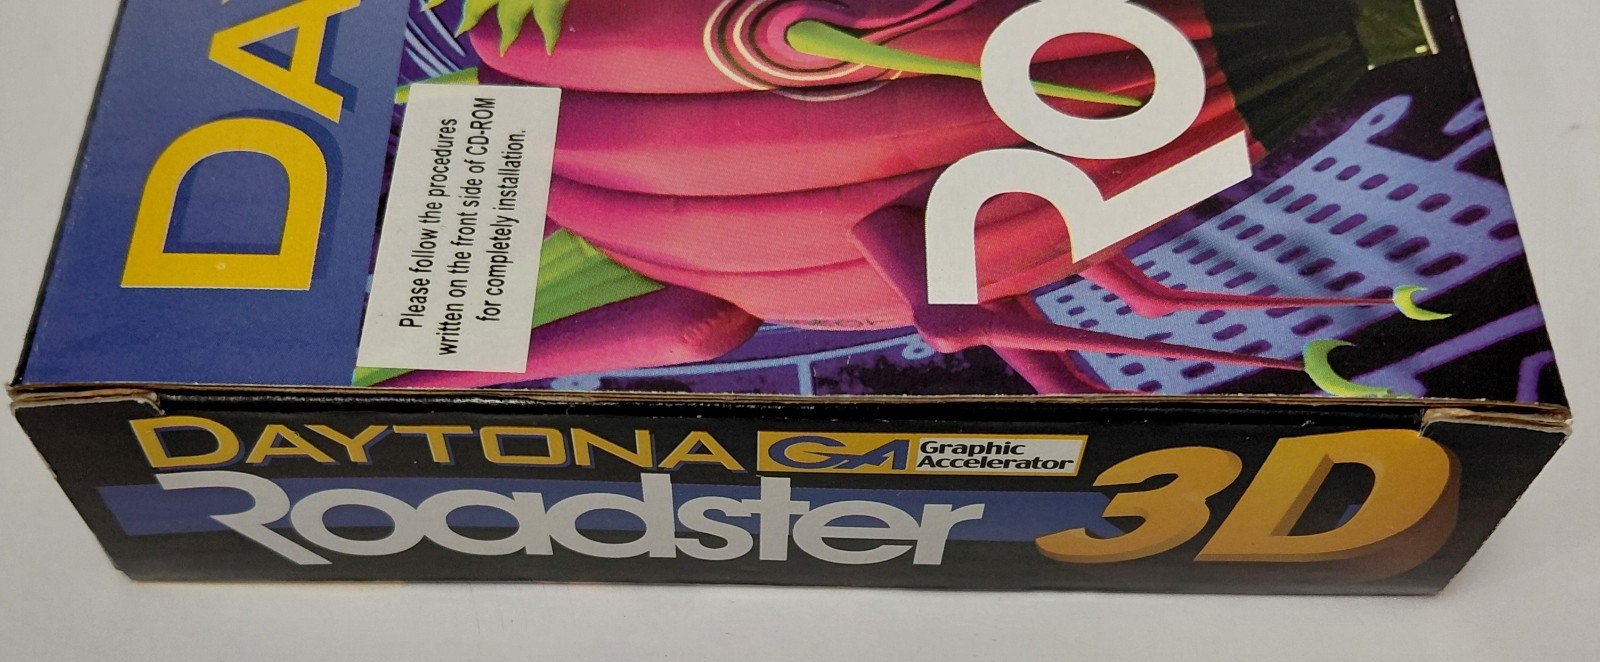 DA
Ro
Please follow the procedures
written on the front side of CD-ROM
for completely installation.
DAYTONA GA Graphic
Accelerator
Roadster 3D